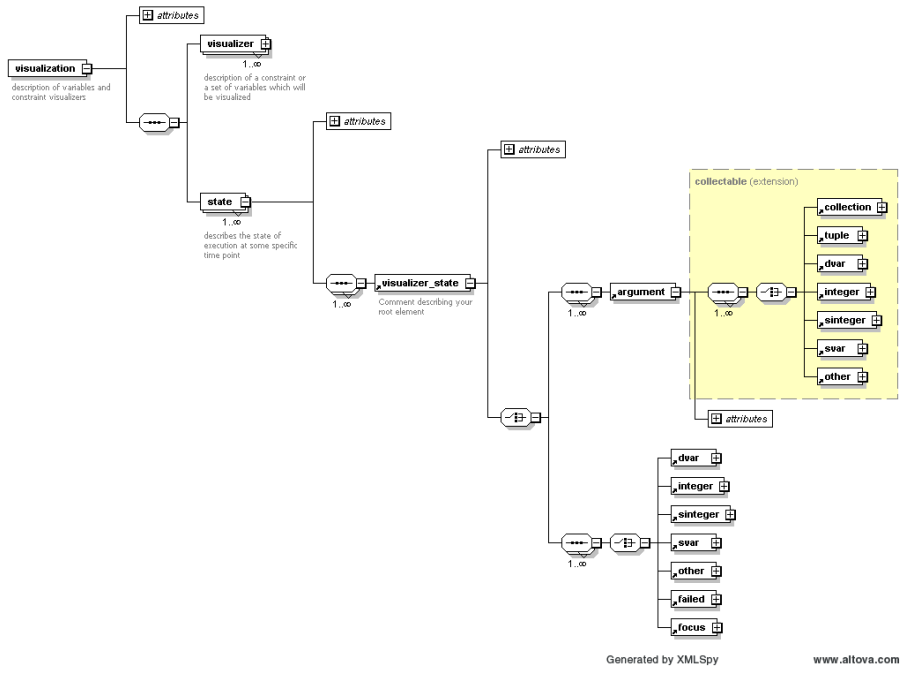 attributes
visualizer
1..∞
visualization
description of variables and
constraint visualizers
description of a constraint or
a set of variables which will
be visualized
attributes
attributes
collectable (extension)
state
1..∞
describes the state of
execution at some specific
time point
collection
tuple
dvar
visualizer_state
1..∞
Comment describing your
root element
argument
1..∞
1..∞
integer
sinteger
svar
other
attributes
dvar
integer
sinteger
svar
1..∞
other
failed
focus
Generated by XMLSpy
www.altova.com